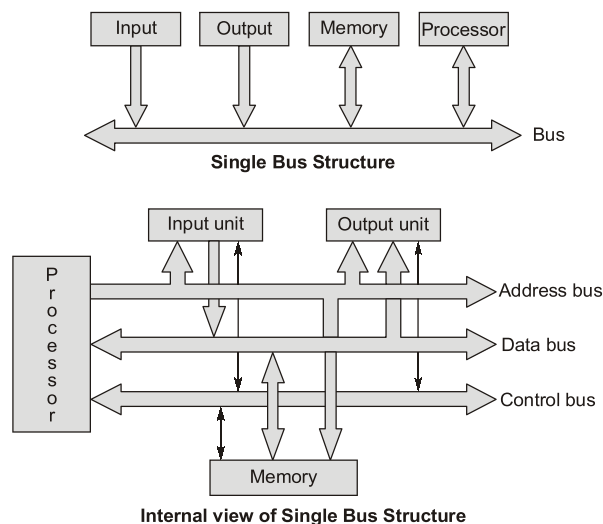 Input Output Memory Processor
Bus
Single Bus Structure
Input unit Output unit
Processor
Address bus
Data bus
Control bus
Memory
Internal view of Single Bus Structure